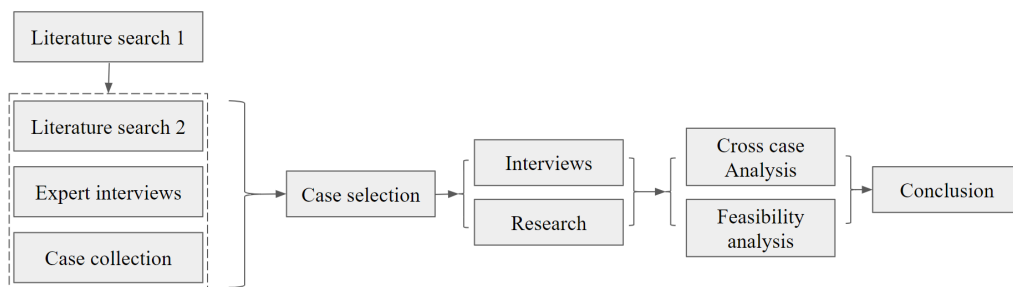 Literature search 1
Literature search 2
Expert interviews
Case collection
Case selection
Interviews
Research
Cross case
Analysis
Feasibility
analysis
Conclusion